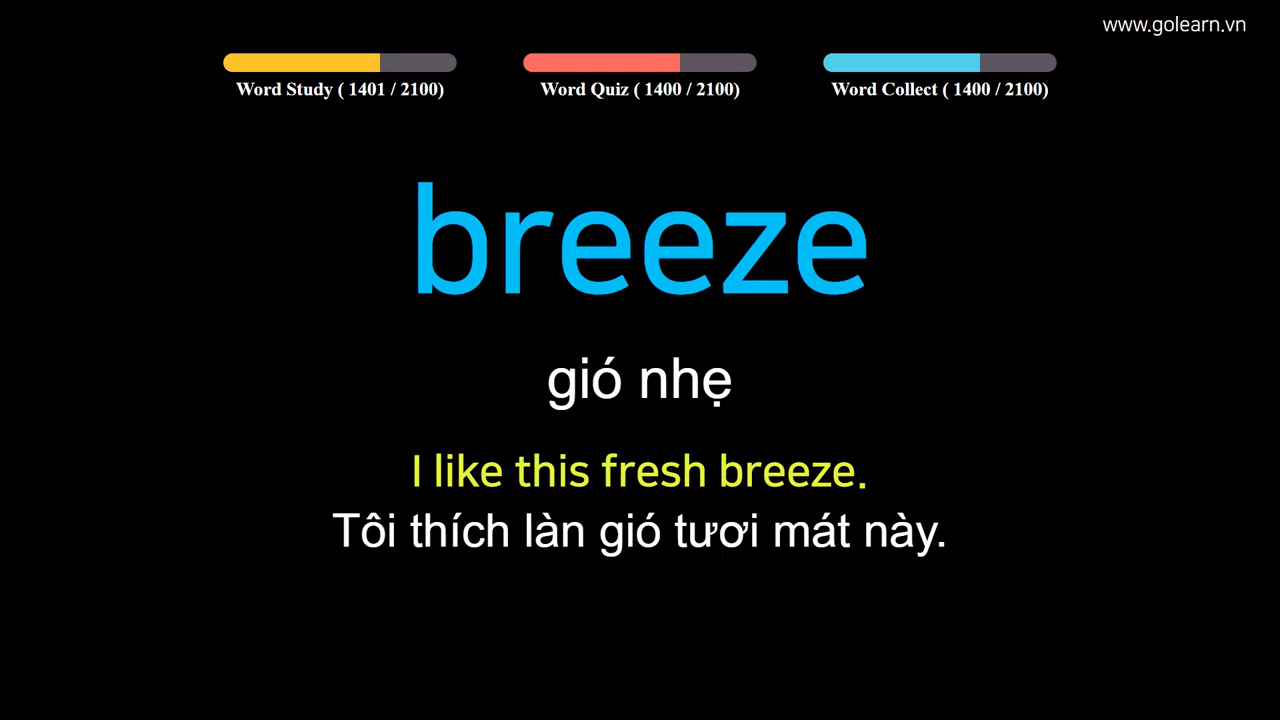 www.golearn.vn
Word Study ( 1401 / 2100)
Word Quiz ( 1400 / 2100)
Word Collect ( 1400 / 2100)
breeze
gió nhẹ
I like this fresh breeze.
Tôi thích làn gió tươi mát này.